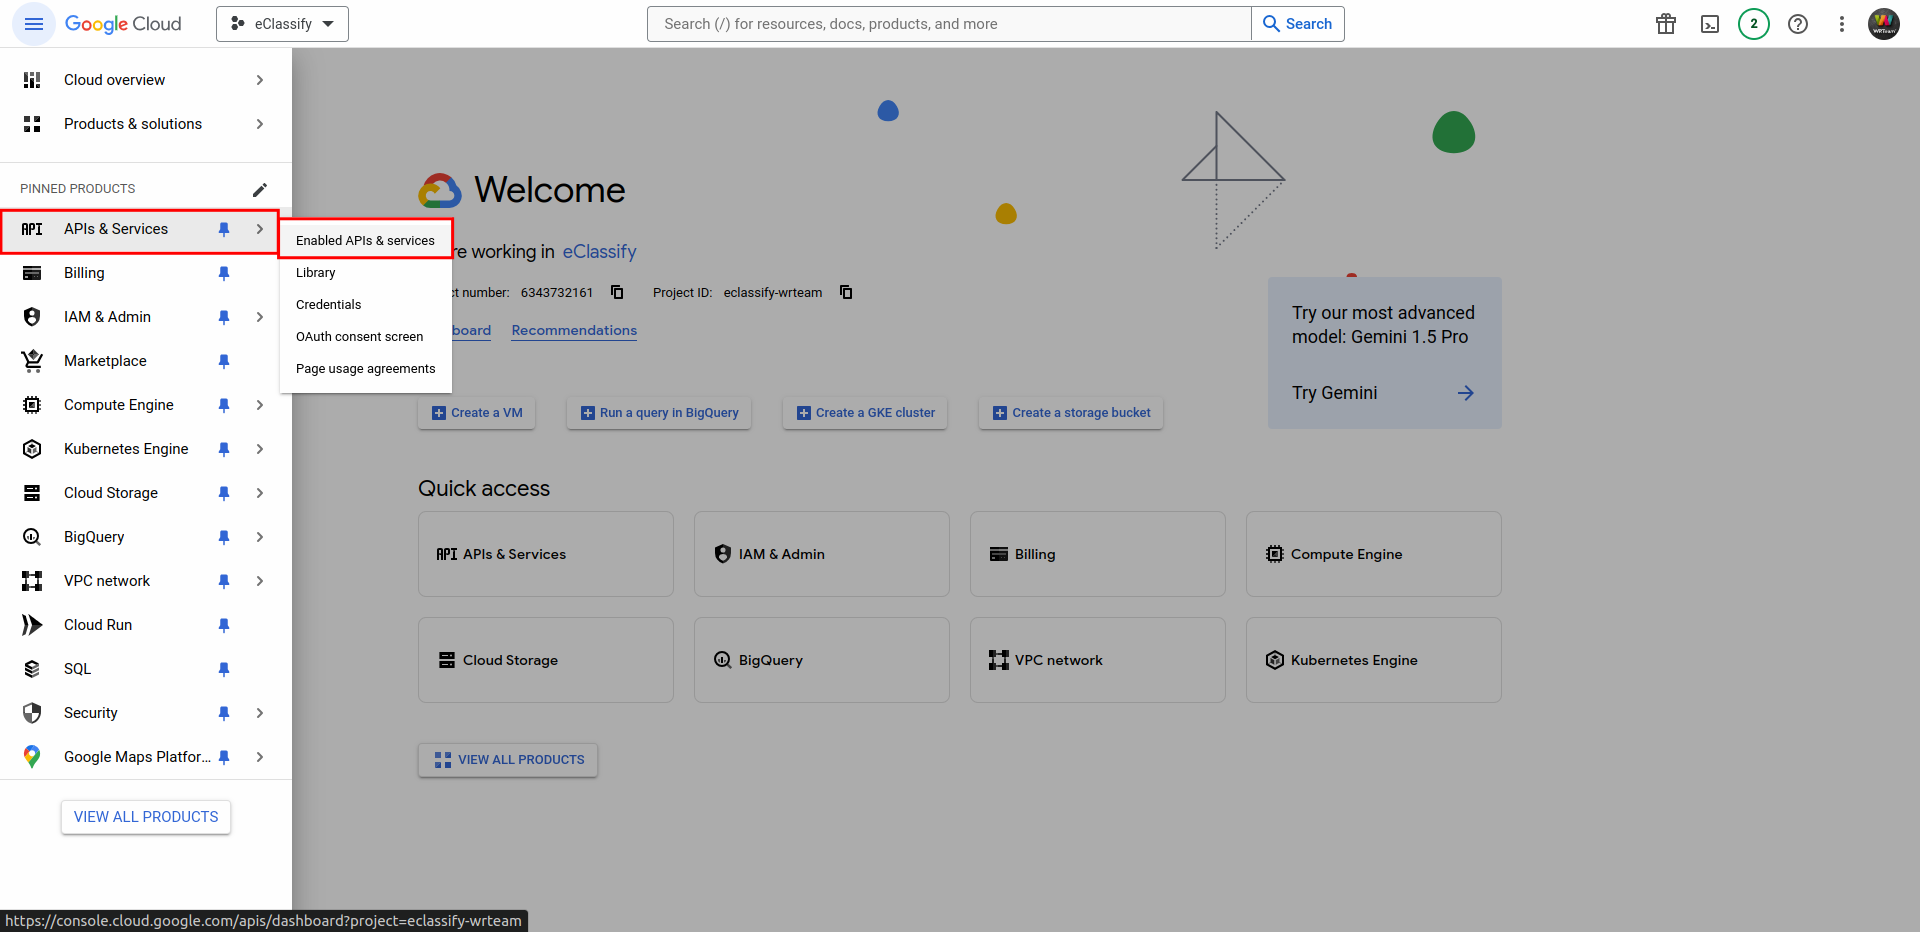 Google Cloud
eClassify
Search (/) for resources, docs, products, and more
Search
2
WRTeam
Cloud overview
Products & solutions
PINNED PRODUCTS
API APIs & Services
Billing
IAM & Admin
Marketplace
Compute Engine
Kubernetes Engine
Cloud Storage
BigQuery
VPC network
Cloud Run
SQL
Security
Google Maps Platfor...
VIEW ALL PRODUCTS
Enabled APIs & services
Library
Credentials
OAuth consent screen
Page usage agreements
Welcome
re working in eClassify
ct number: 6343732161 Project ID: eclassify-wrteam
board Recommendations
Create a VM
Run a query in BigQuery
Create a GKE cluster
Create a storage bucket
Try our most advanced
model: Gemini 1.5 Pro
Try Gemini
Quick access
API APIs & Services
IAM & Admin
Billing
Compute Engine
Cloud Storage
BigQuery
VPC network
Kubernetes Engine
VIEW ALL PRODUCTS
https://console.cloud.google.com/apis/dashboard?project=eclassify-wrteam